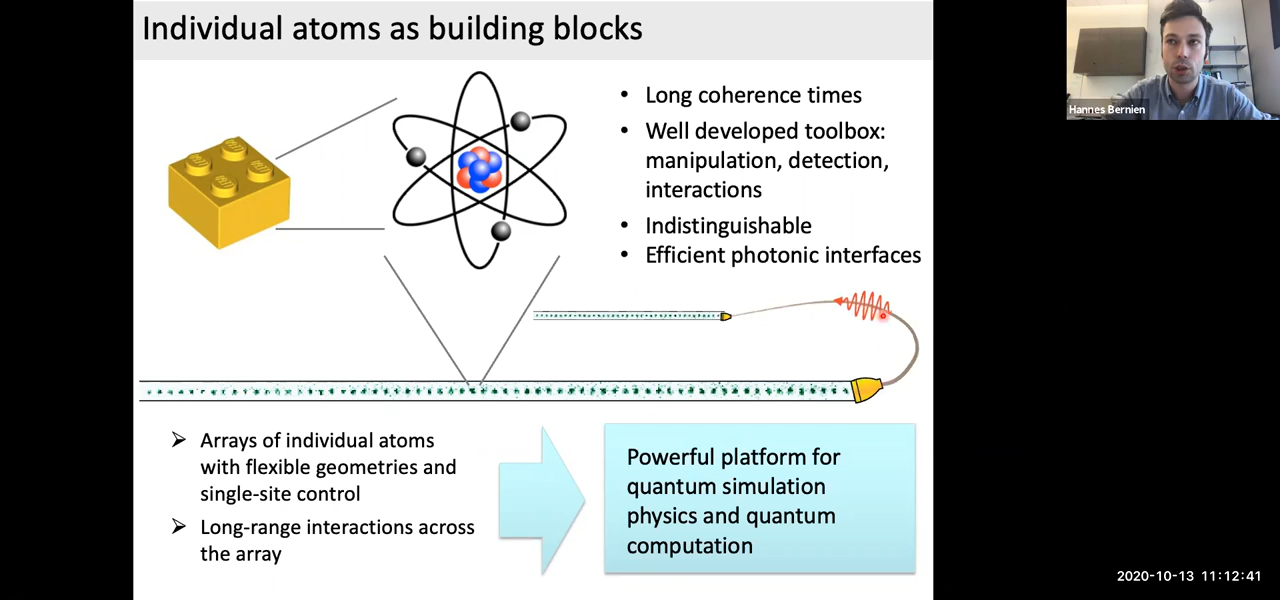 Individual atoms as building blocks
Hannes Bernien
• Long coherence times
• Well developed toolbox:
manipulation, detection,
interactions
• Indistinguishable
• Efficient photonic interfaces
➢ Arrays of individual atoms
with flexible geometries and
single-site control
➢ Long-range interactions across
the array
Powerful platform for
quantum simulation
physics and quantum
computation
2020-10-13 11:12:41